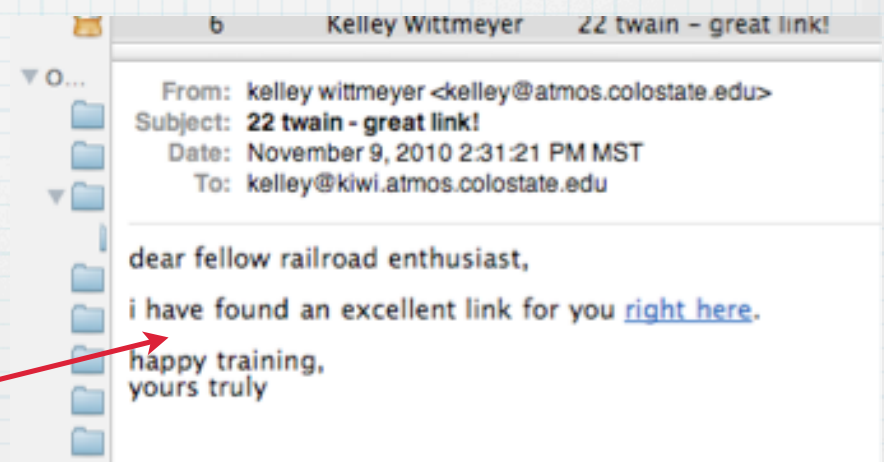 6 Kelley Wittmeyer 22 twain – great link!
O...
From: kelley wittmeyer <kelley@atmos.colostate.edu>
Subject: 22 twain - great link!
Date: November 9, 2010 2:31:21 PM MST
To: kelley@kiwi.atmos.colostate.edu
dear fellow railroad enthusiast,
i have found an excellent link for you right here.
happy training,
yours truly